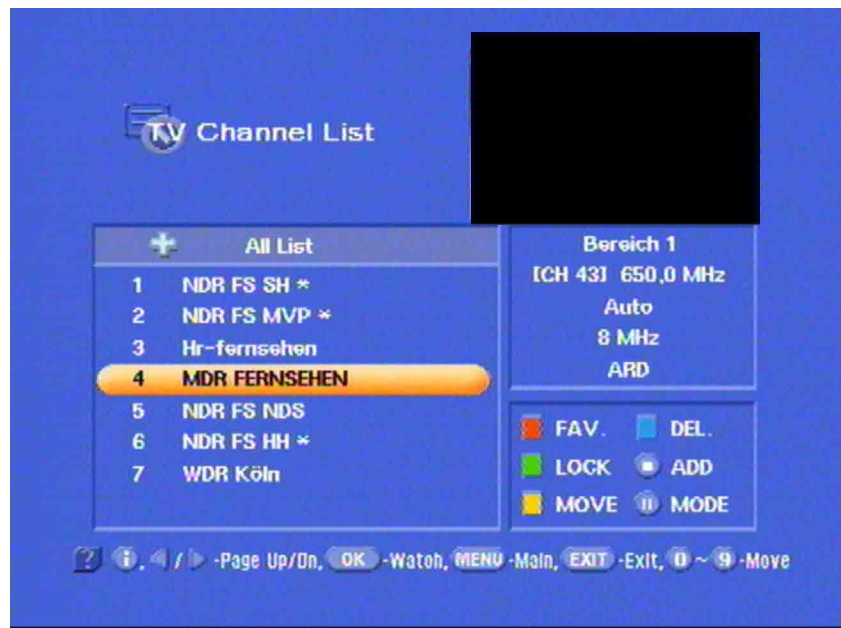 TV Channel List
All List
1 NDR FS SH *
2 NDR FS MVP *
3 Hr-fernsehen
4 MDR FERNSEHEN
5 NDR FS NDS
6 NDR FS HH *
7 WDR Köln
Bereich 1
[CH 43] 650,0 MHz
Auto
8 MHz
ARD
FAV. DEL.
LOCK ADD
MOVE MODE
? i, / -Page Up/Dn, OK -Watch, MENU -Main, EXIT -Exit, 0 ~ 9 -Move